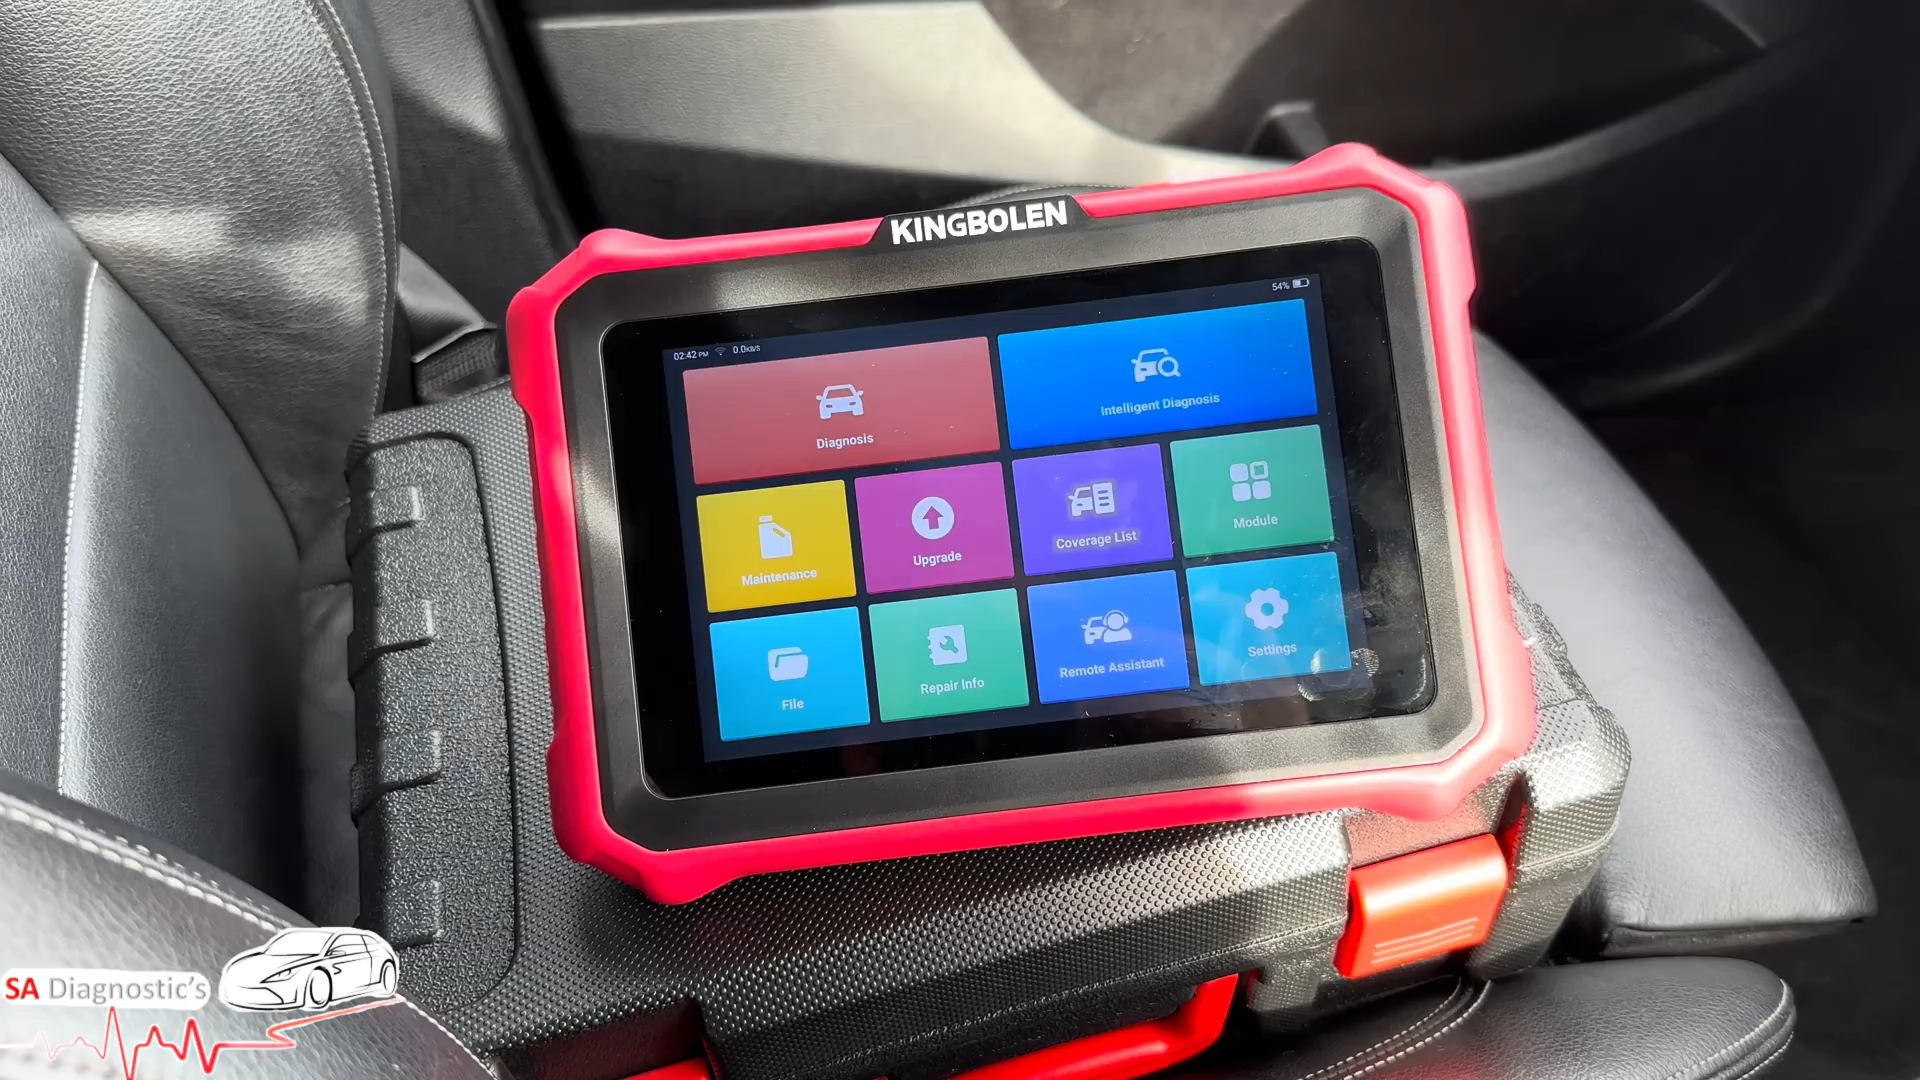 KINGBOLEN
02:42 PM 0.0KB/S
54%
Diagnosis
Intelligent Diagnosis
Maintenance
Upgrade
Coverage List
Module
File
Repair Info
Remote Assistant
Settings
SA Diagnostic's